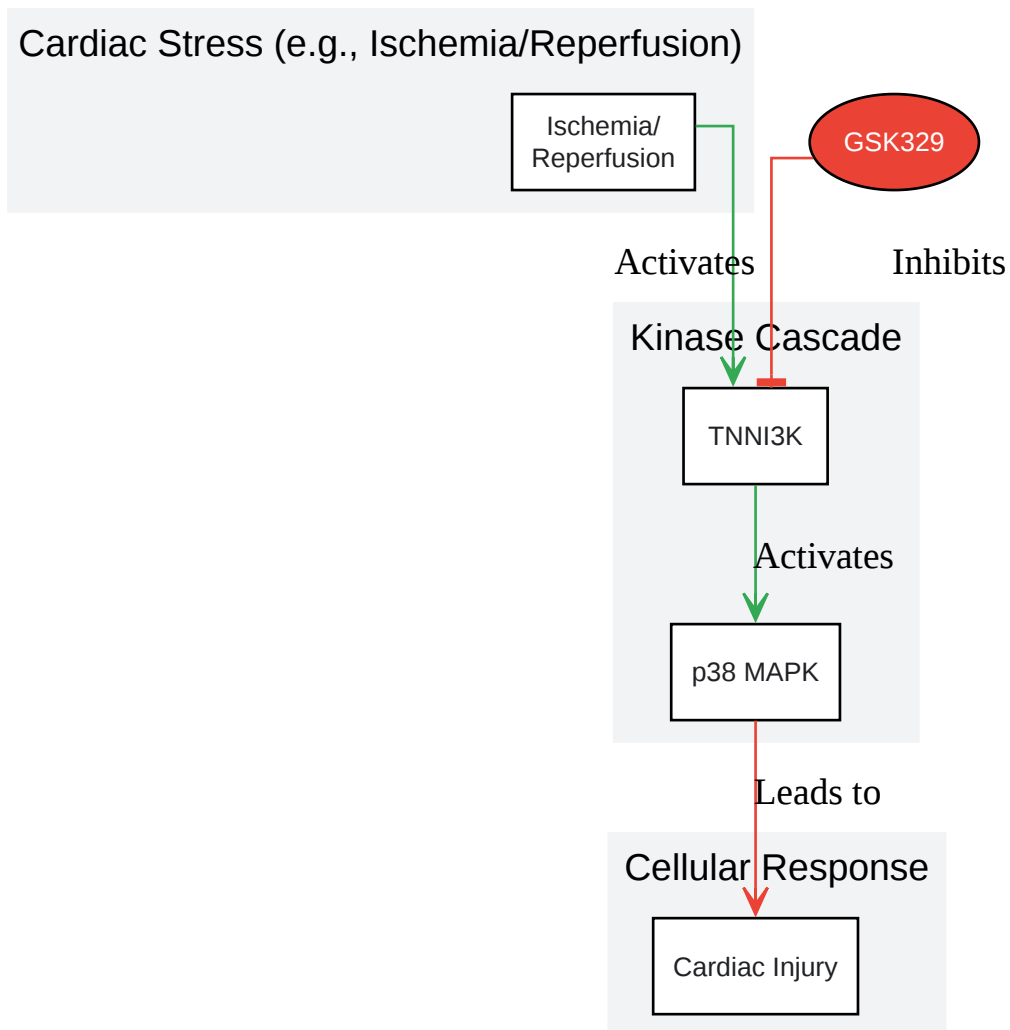 Cardiac Stress (e.g., Ischemia/Reperfusion)
Ischemia/
Reperfusion
GSK329
Activates
Inhibits
Kinase Cascade
TNNI3K
Activates
p38 MAPK
Leads to
Cellular Response
Cardiac Injury